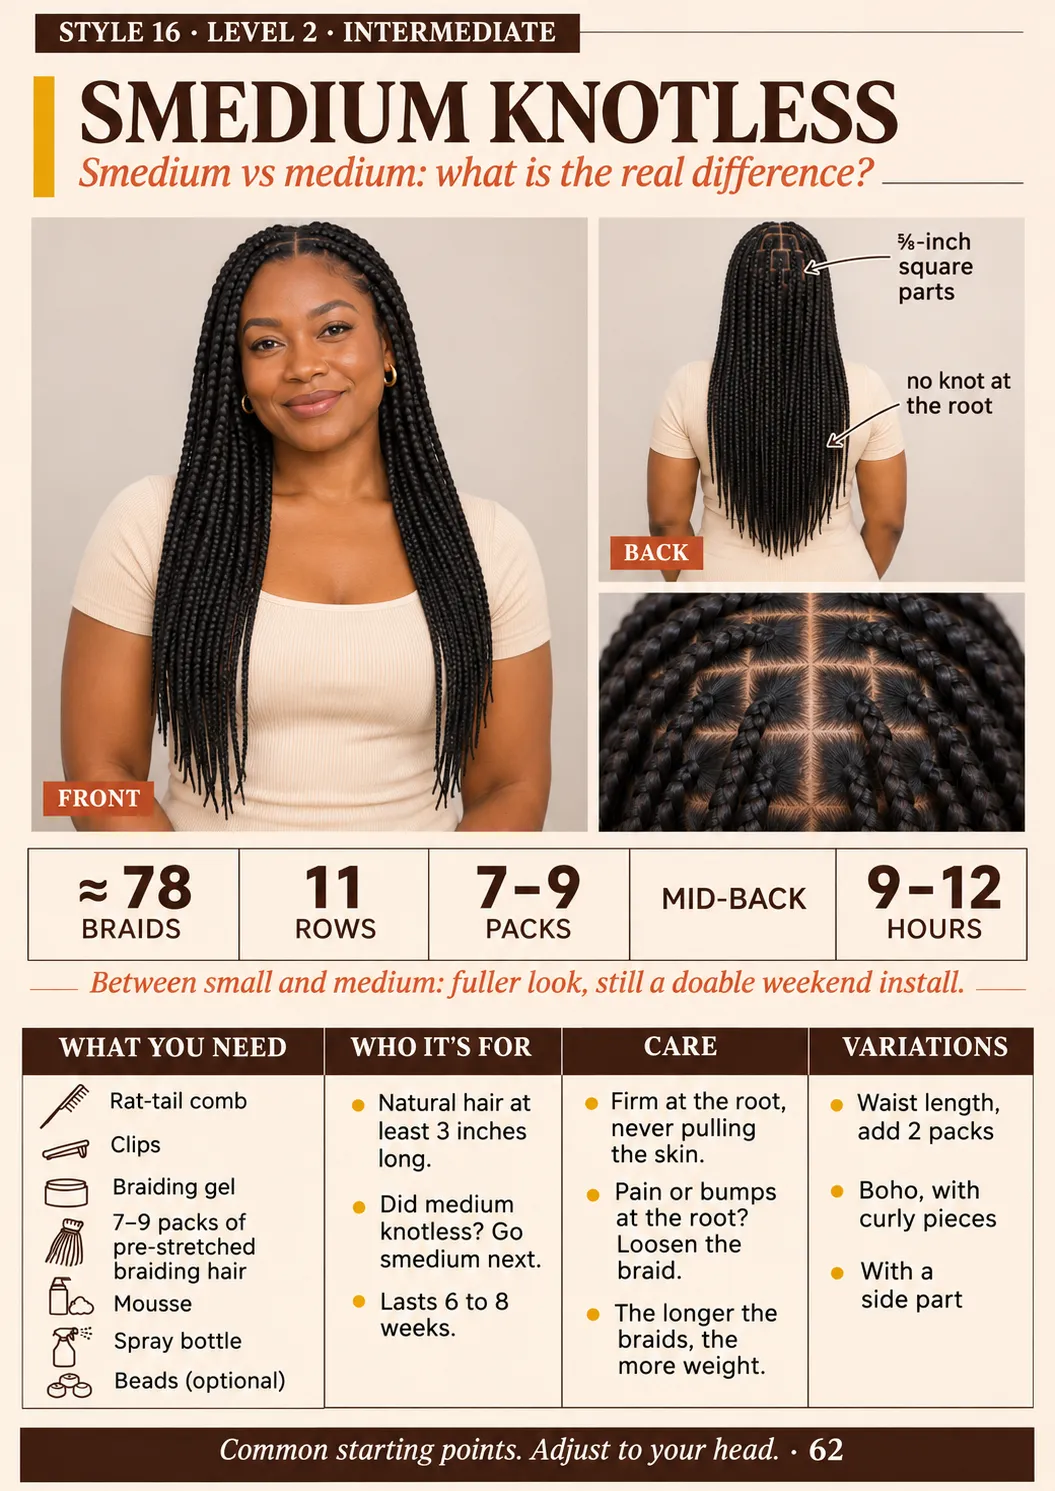 STYLE 16 · LEVEL 2 · INTERMEDIATE
SMEDIUM KNOTLESS
Smedium vs medium: what is the real difference?
⅝-inch
square
parts
no knot at
the root
BACK
FRONT
≈ 78
BRAIDS
11
ROWS
7–9
PACKS
MID-BACK
9–12
HOURS
Between small and medium: fuller look, still a doable weekend install.
WHAT YOU NEED
Rat-tail comb
Clips
Braiding gel
7–9 packs of
pre-stretched
braiding hair
Mousse
Spray bottle
Beads (optional)
WHO IT'S FOR
Natural hair at
least 3 inches
long.
Did medium
knotless? Go
smedium next.
Lasts 6 to 8
weeks.
CARE
Firm at the root,
never pulling
the skin.
Pain or bumps
at the root?
Loosen the
braid.
The longer the
braids, the
more weight.
VARIATIONS
Waist length,
add 2 packs
Boho, with
curly pieces
With a
side part
Common starting points. Adjust to your head. · 62